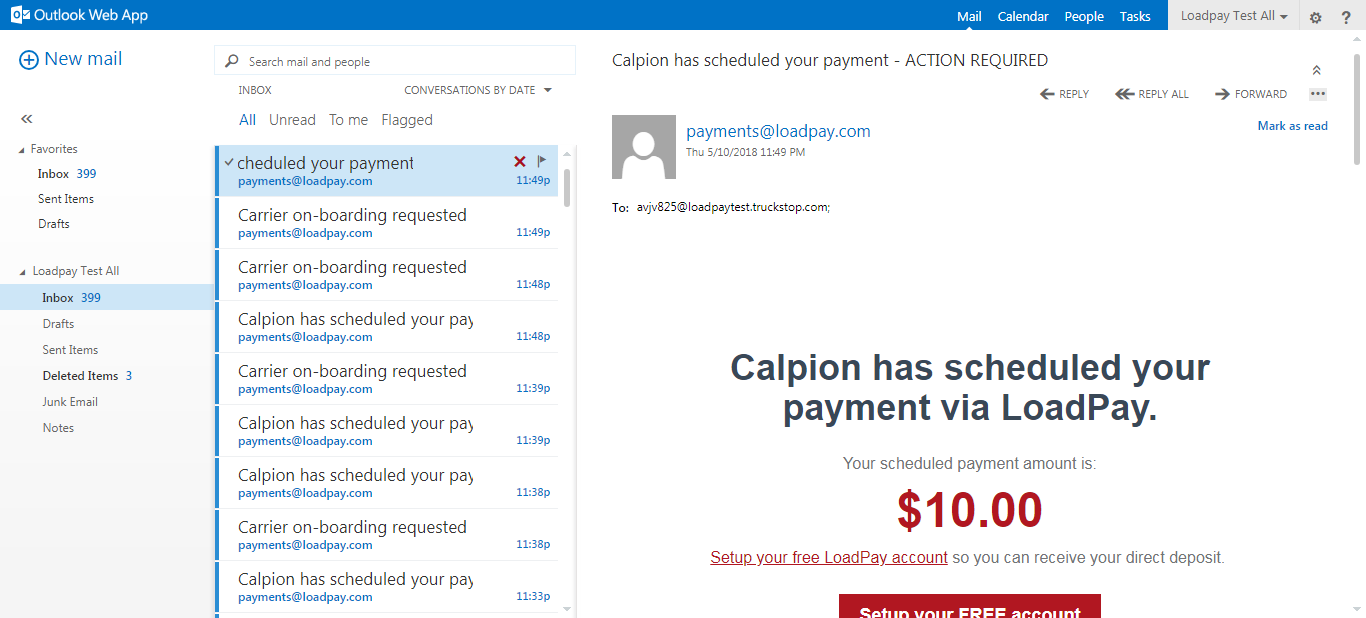 Outlook Web App
Mail Calendar People Tasks Loadpay Test All ?
New mail
Favorites
Inbox 399
Sent Items
Drafts
Loadpay Test All
Inbox 399
Drafts
Sent Items
Deleted Items 3
Junk Email
Notes
Search mail and people
INBOX CONVERSATIONS BY DATE
All Unread To me Flagged
cheduled your payment
payments@loadpay.com 11:49p
Carrier on-boarding requested
payments@loadpay.com 11:49p
Carrier on-boarding requested
payments@loadpay.com 11:48p
Calpion has scheduled your pay
payments@loadpay.com 11:48p
Carrier on-boarding requested
payments@loadpay.com 11:39p
Calpion has scheduled your pay
payments@loadpay.com 11:39p
Calpion has scheduled your pay
payments@loadpay.com 11:38p
Carrier on-boarding requested
payments@loadpay.com 11:38p
Calpion has scheduled your pay
payments@loadpay.com 11:33p
Calpion has scheduled your payment - ACTION REQUIRED
REPLY REPLY ALL FORWARD
Mark as read
payments@loadpay.com
Thu 5/10/2018 11:49 PM
To: avjv825@loadpaytest.truckstop.com;
Calpion has scheduled your
payment via LoadPay.
Your scheduled payment amount is:
$10.00
Setup your free LoadPay account so you can receive your direct deposit.
Setup your FREE account